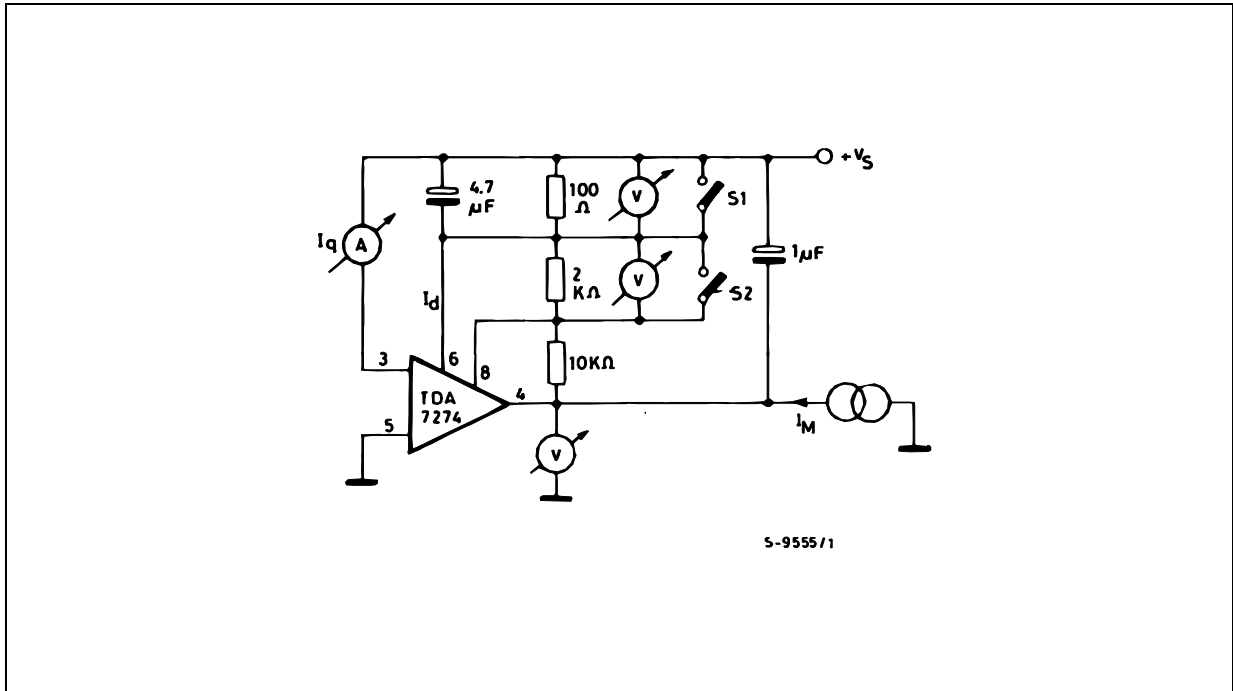 +VS
4.7
µF
100
Ω
V
S1
Iq
A
2
KΩ
V
S2
1µF
Id
3
6
8
10KΩ
TDA
7274
4
5
IM
V
S-9555/1